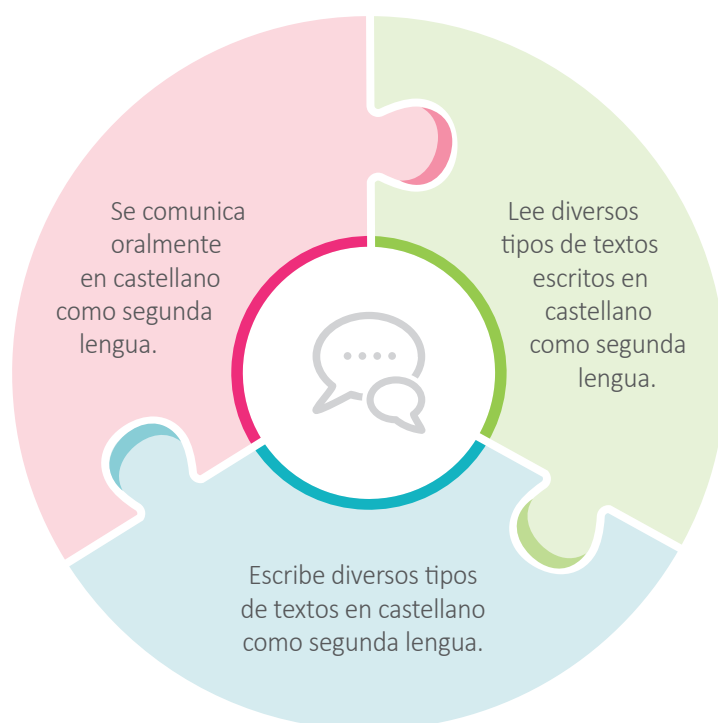 Se comunica
oralmente
en castellano
como segunda
lengua.
Lee diversos
tipos de textos
escritos en
castellano
como segunda
lengua.
Escribe diversos tipos
de textos en castellano
como segunda lengua.